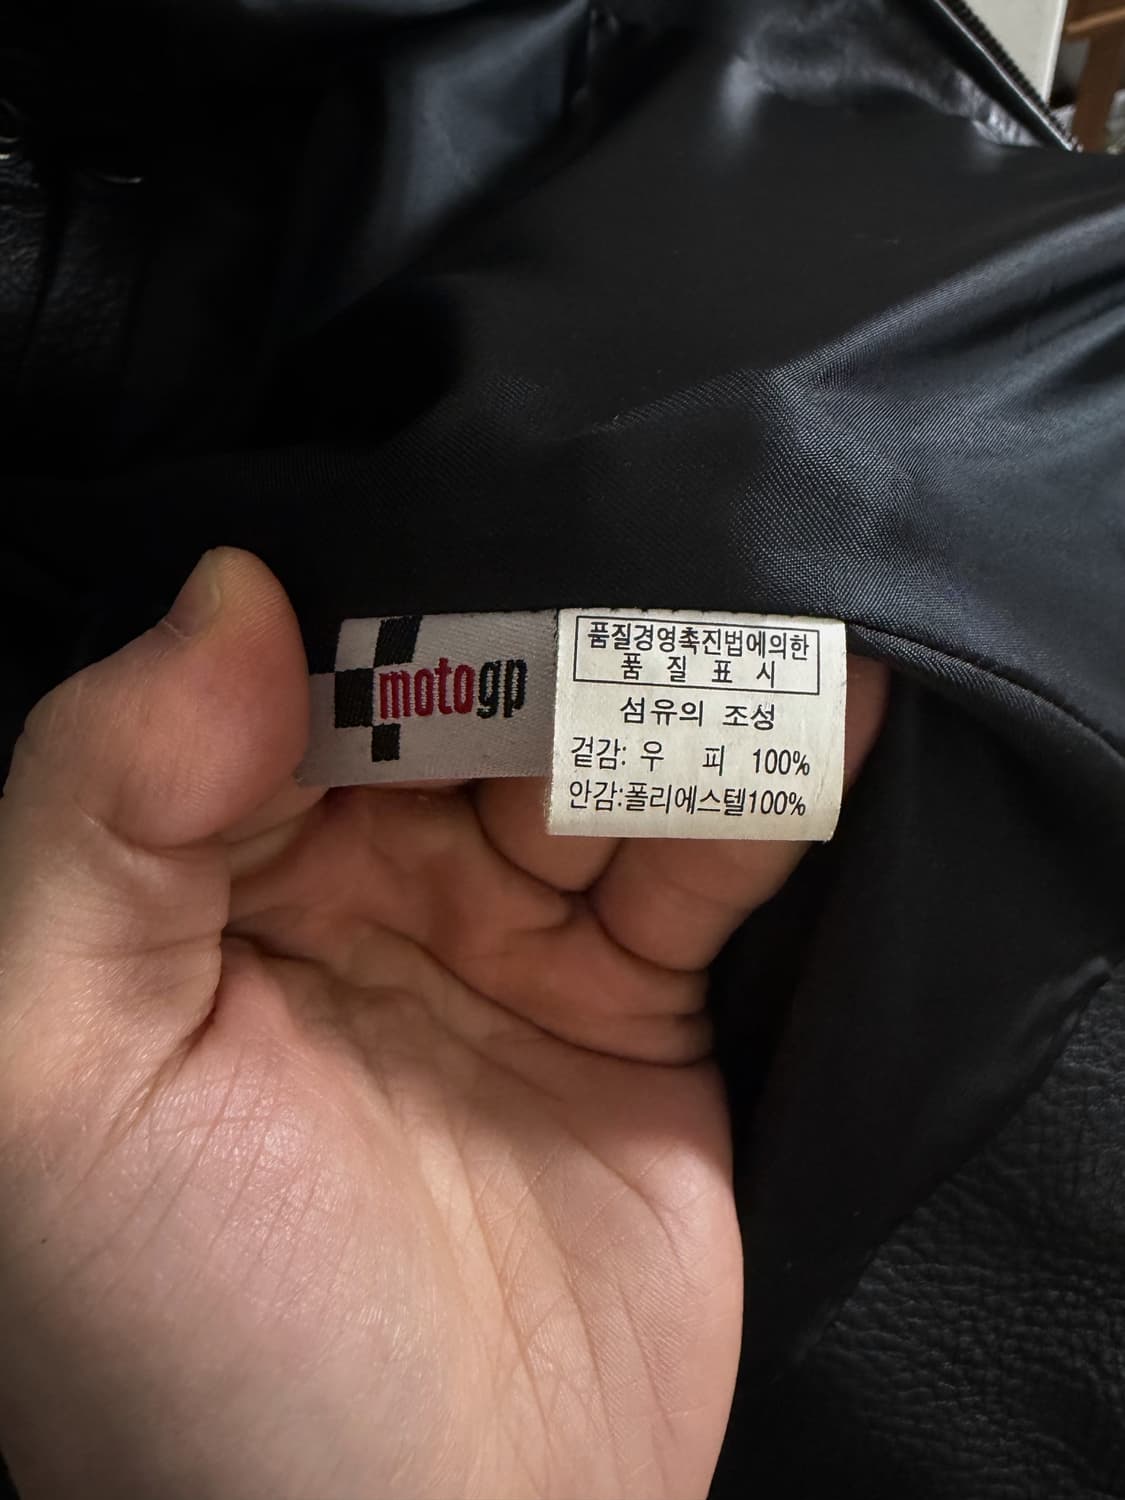 motogp
품질경영촉진법에의한
품 질 표 시
섬유의 조성
겉감: 우 피 100%
안감:폴리에스텔100%